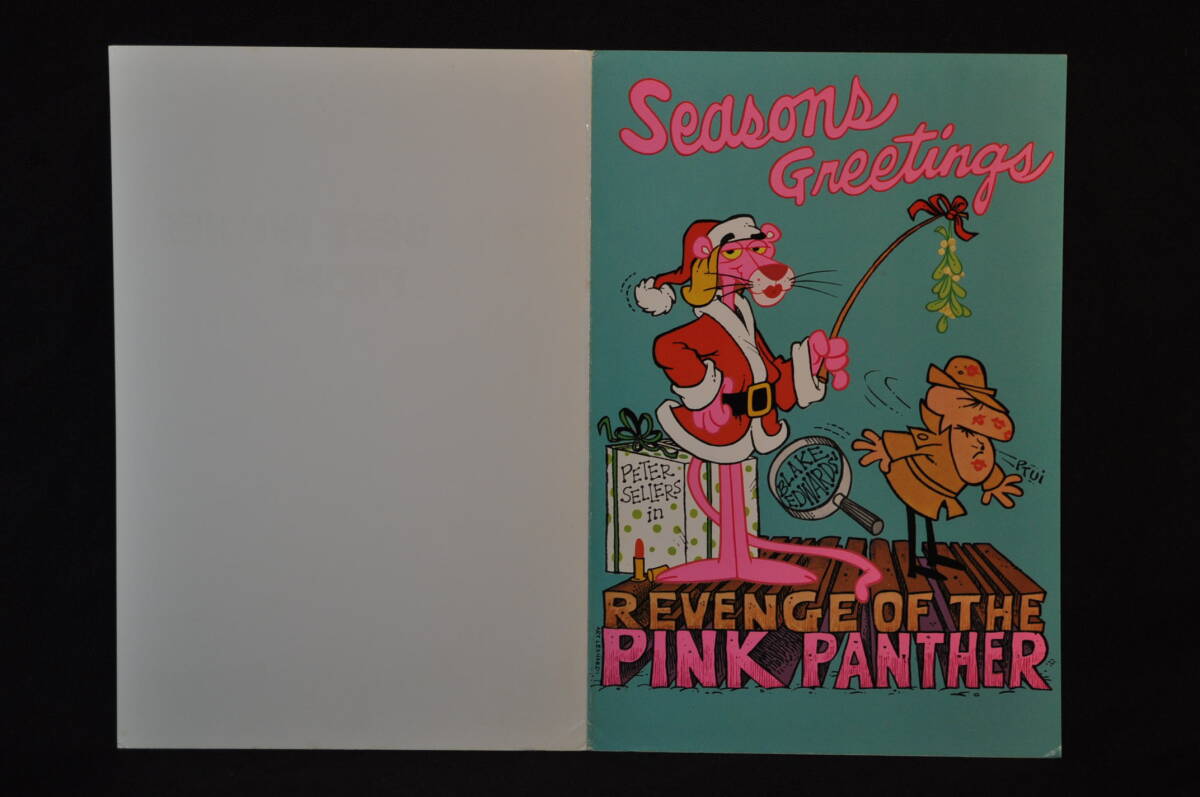 Seasons
Greetings
PETER
SELLERS
in
BLAKE
EDWARDS'
PTUI
REVENGE OF THE
PINK PANTHER